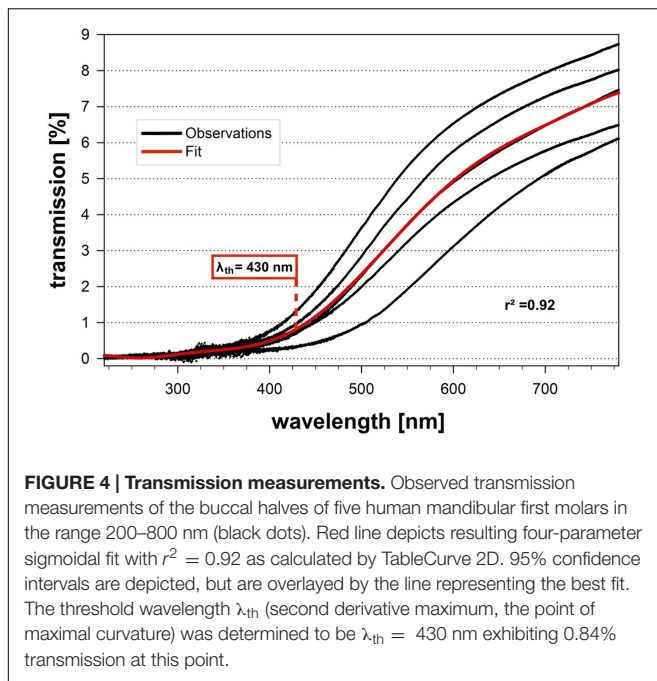 9
8
7
6
5
4
3
2
1
0
transmission [%]
Observations
Fit
λth = 430 nm
r² =0.92
300 400 500 600 700
wavelength [nm]
FIGURE 4 | Transmission measurements. Observed transmission
measurements of the buccal halves of five human mandibular first molars in
the range 200–800 nm (black dots). Red line depicts resulting four-parameter
sigmoidal fit with r² = 0.92 as calculated by TableCurve 2D. 95% confidence
intervals are depicted, but are overlayed by the line representing the best fit.
The threshold wavelength λth (second derivative maximum, the point of
maximal curvature) was determined to be λth = 430 nm exhibiting 0.84%
transmission at this point.